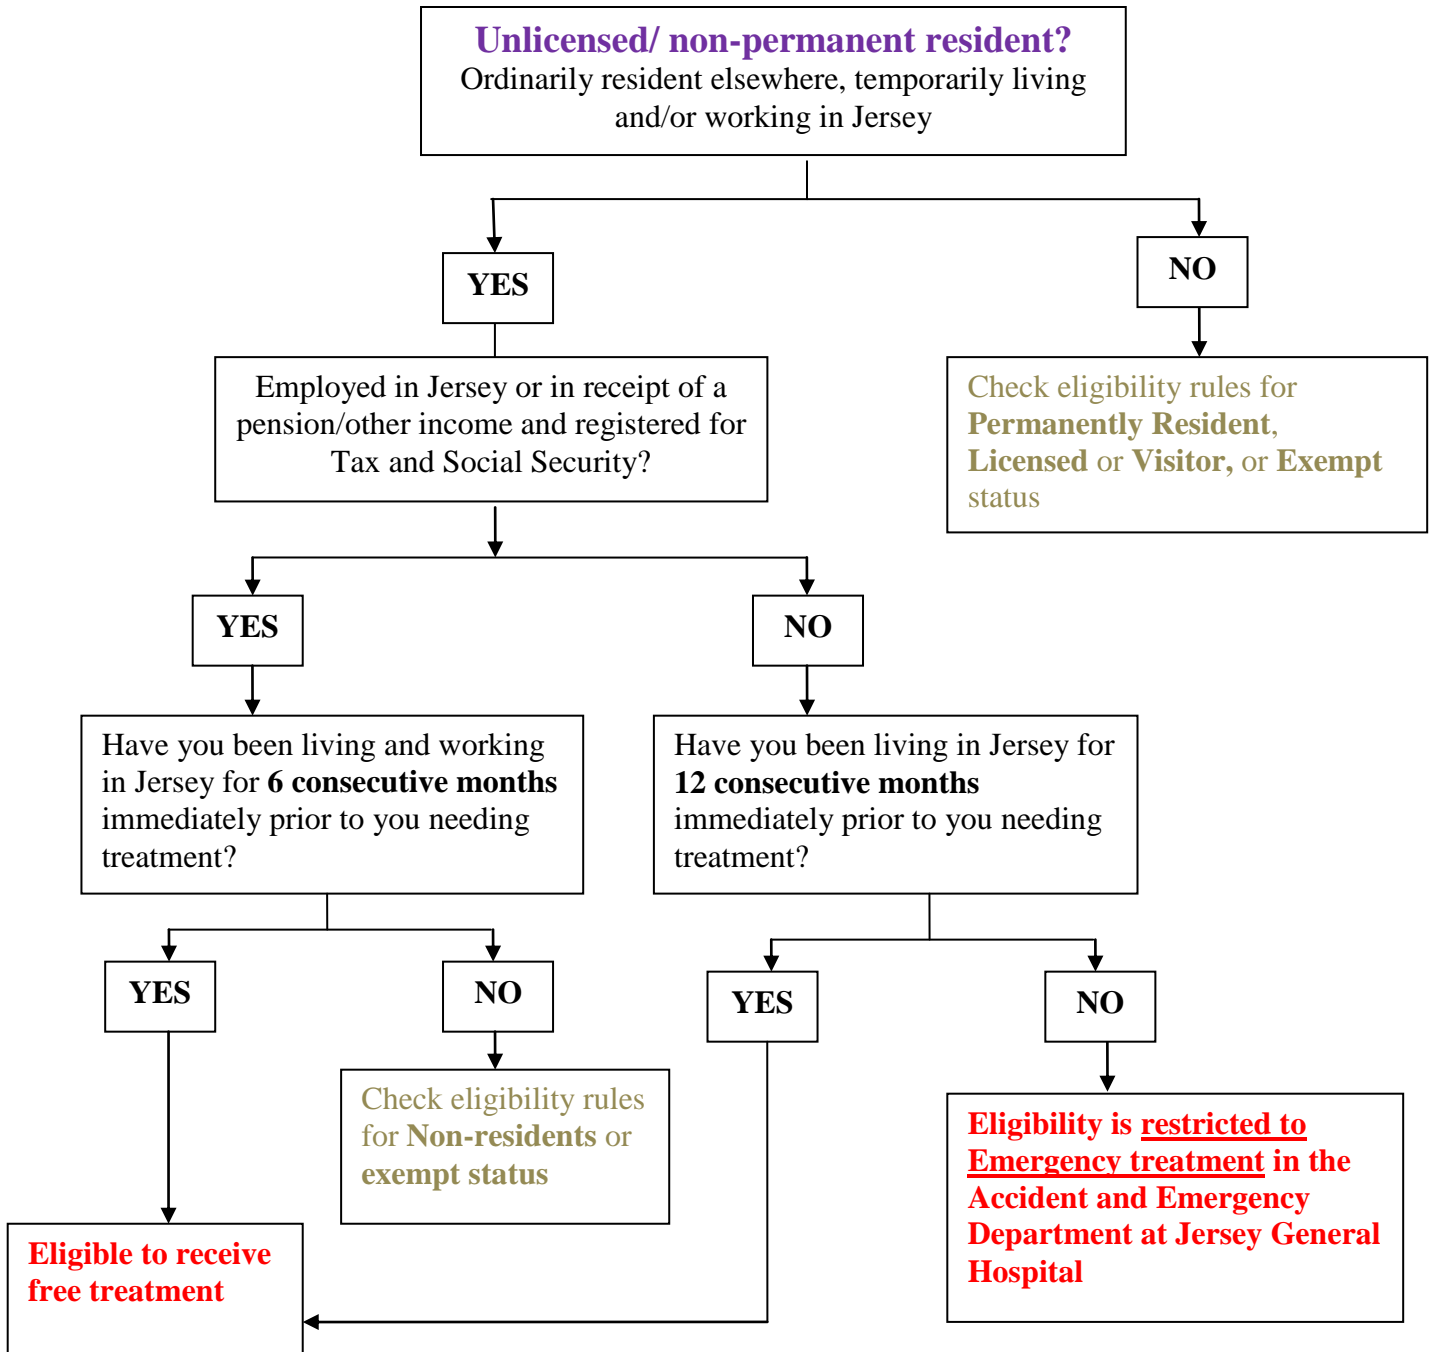 Unlicensed/ non-permanent resident?
Ordinarily resident elsewhere, temporarily living
and/or working in Jersey
YES
NO
Employed in Jersey or in receipt of a
pension/other income and registered for
Tax and Social Security?
Check eligibility rules for
Permanently Resident,
Licensed or Visitor, or Exempt
status
YES
NO
Have you been living and working
in Jersey for 6 consecutive months
immediately prior to you needing
treatment?
Have you been living in Jersey for
12 consecutive months
immediately prior to you needing
treatment?
YES
NO
YES
NO
Check eligibility rules
for Non-residents or
exempt status
Eligibility is restricted to
Emergency treatment in the
Accident and Emergency
Department at Jersey General
Hospital
Eligible to receive
free treatment